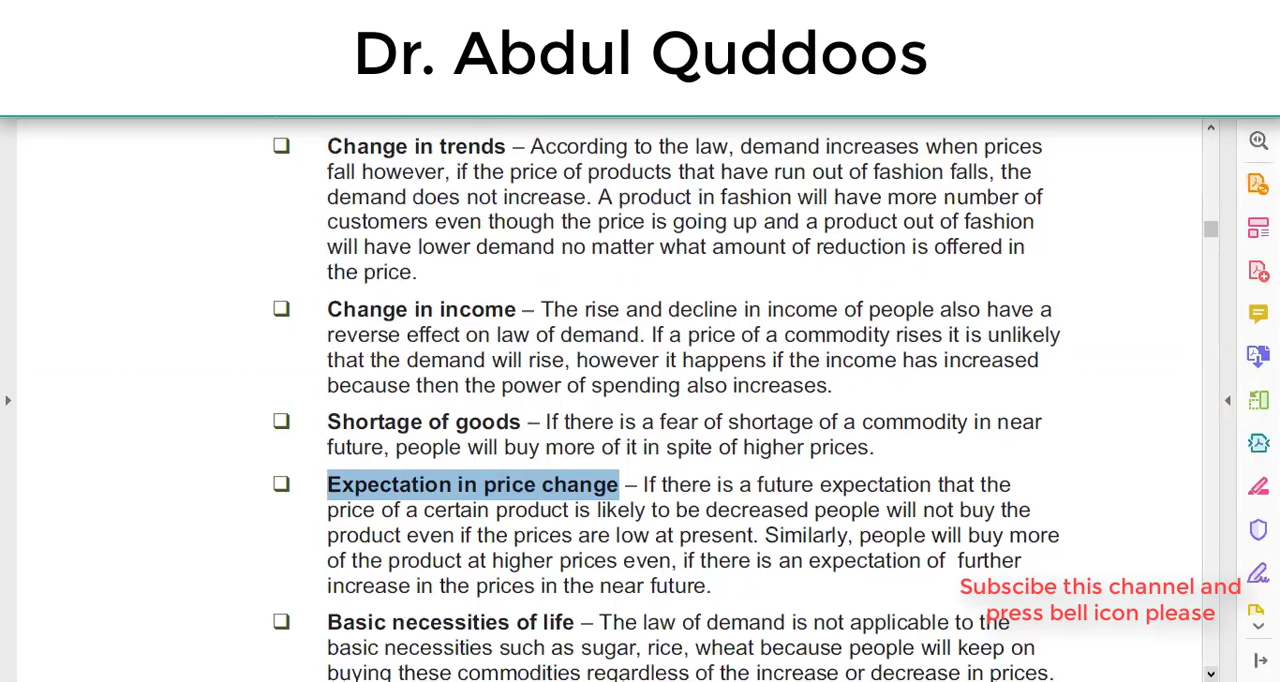 Dr. Abdul Quddoos
Change in trends – According to the law, demand increases when prices
fall however, if the price of products that have run out of fashion falls, the
demand does not increase. A product in fashion will have more number of
customers even though the price is going up and a product out of fashion
will have lower demand no matter what amount of reduction is offered in
the price.
Change in income – The rise and decline in income of people also have a
reverse effect on law of demand. If a price of a commodity rises it is unlikely
that the demand will rise, however it happens if the income has increased
because then the power of spending also increases.
Shortage of goods – If there is a fear of shortage of a commodity in near
future, people will buy more of it in spite of higher prices.
Expectation in price change – If there is a future expectation that the
price of a certain product is likely to be decreased people will not buy the
product even if the prices are low at present. Similarly, people will buy more
of the product at higher prices even, if there is an expectation of  further
increase in the prices in the near future.
Subscibe this channel and
press bell icon please
Basic necessities of life – The law of demand is not applicable to the
basic necessities such as sugar, rice, wheat because people will keep on
buying these commodities regardless of the increase or decrease in prices.